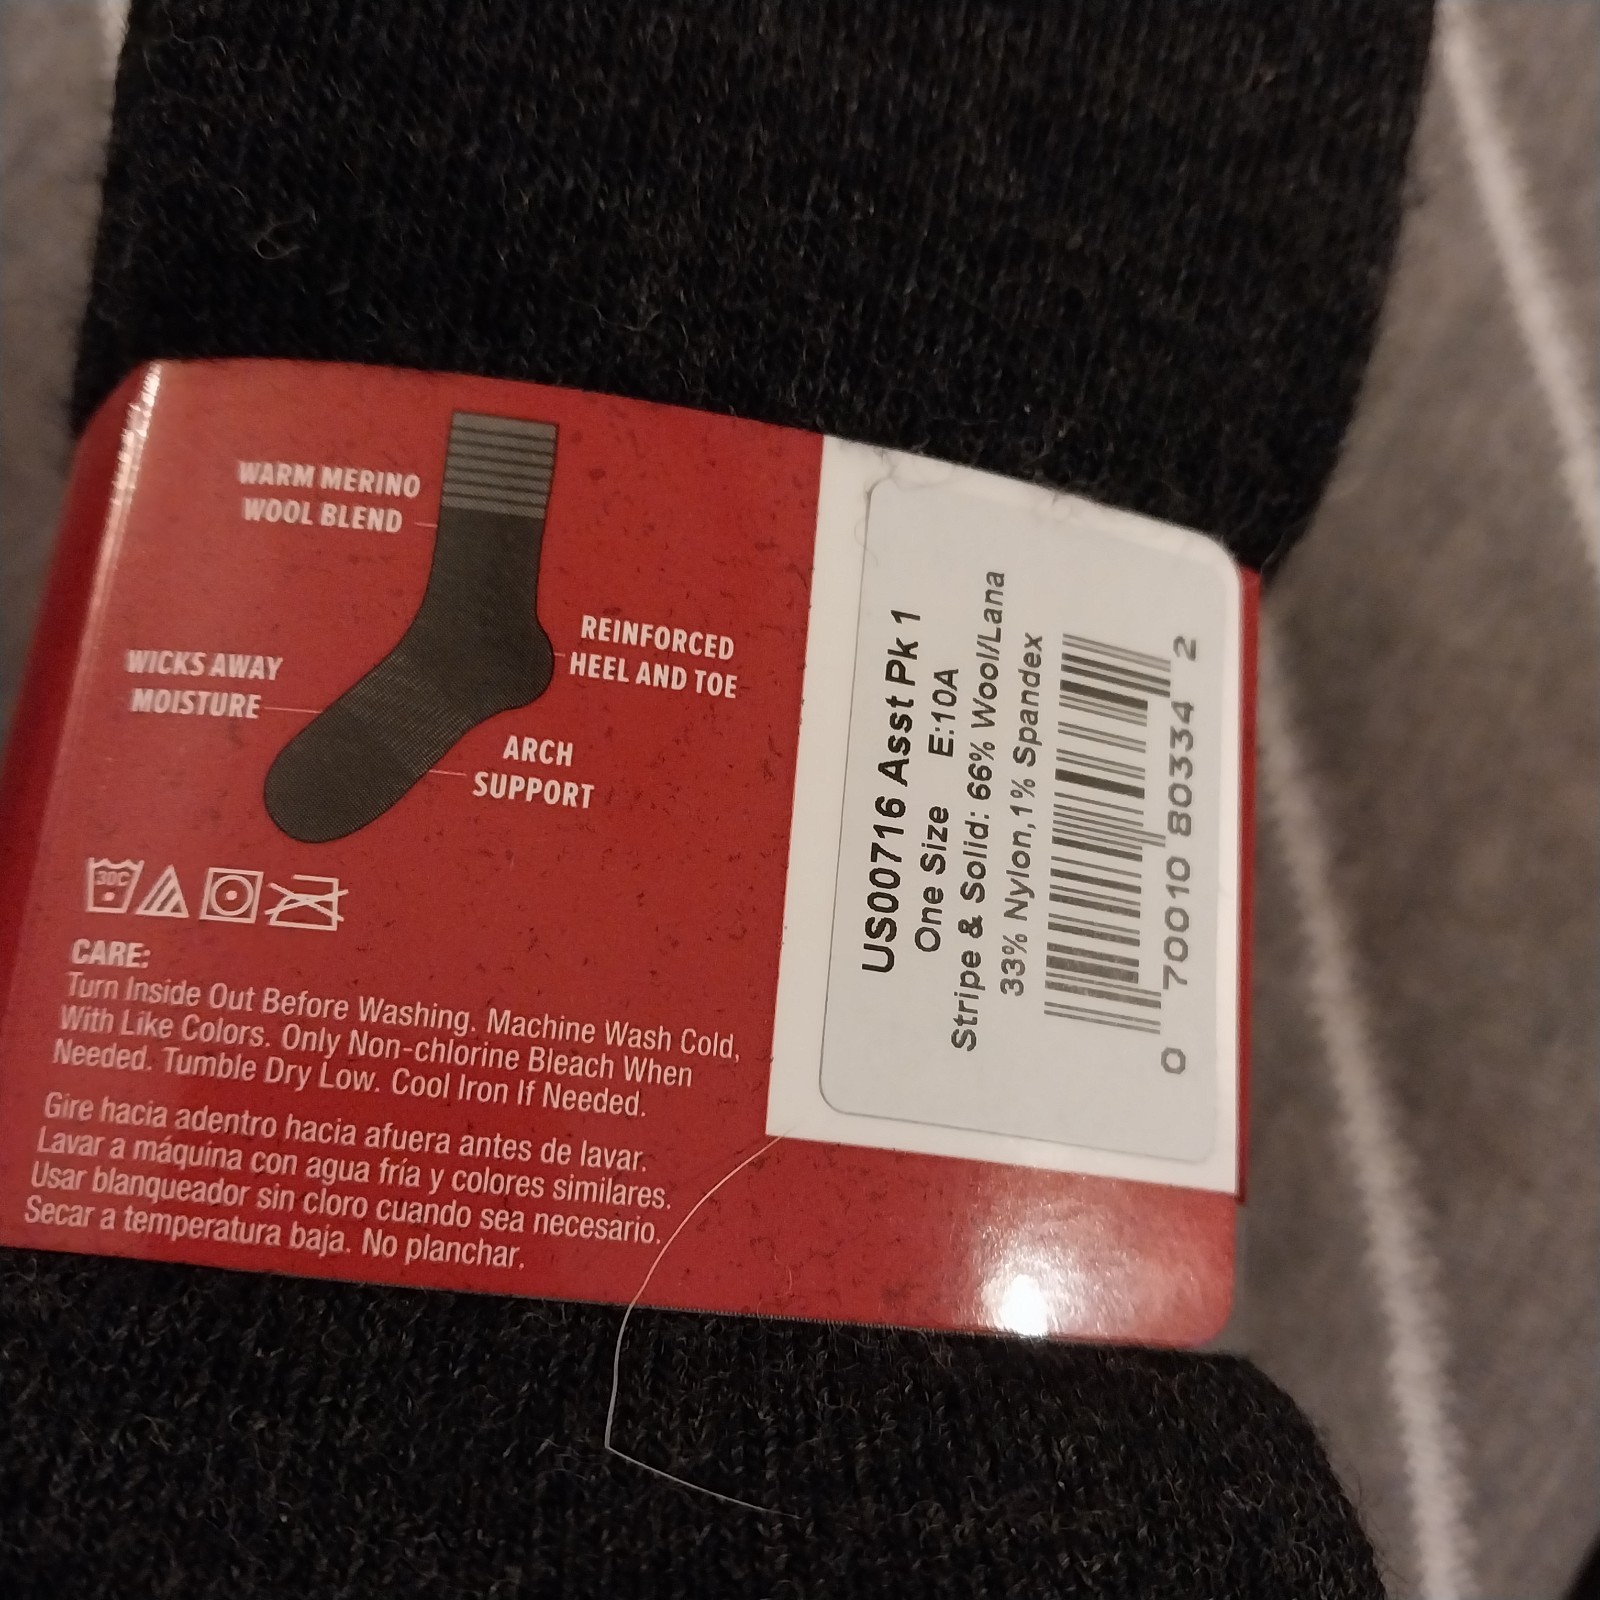 WARM MERINO
WOOL BLEND
REINFORCED
HEEL AND TOE
WICKS AWAY
MOISTURE
ARCH
SUPPORT
30C
CARE:
Turn Inside Out Before Washing. Machine Wash Cold,
With Like Colors. Only Non-chlorine Bleach When
Needed. Tumble Dry Low. Cool Iron If Needed.
Gire hacia adentro hacia afuera antes de lavar.
Lavar a máquina con agua fría y colores similares.
Usar blanqueador sin cloro cuando sea necesario.
Secar a temperatura baja. No planchar.
US00716 Asst Pk 1
One Size E:10A
Stripe & Solid: 66% Wool/Lana
33% Nylon,1% Spandex
0 70010 80334 2